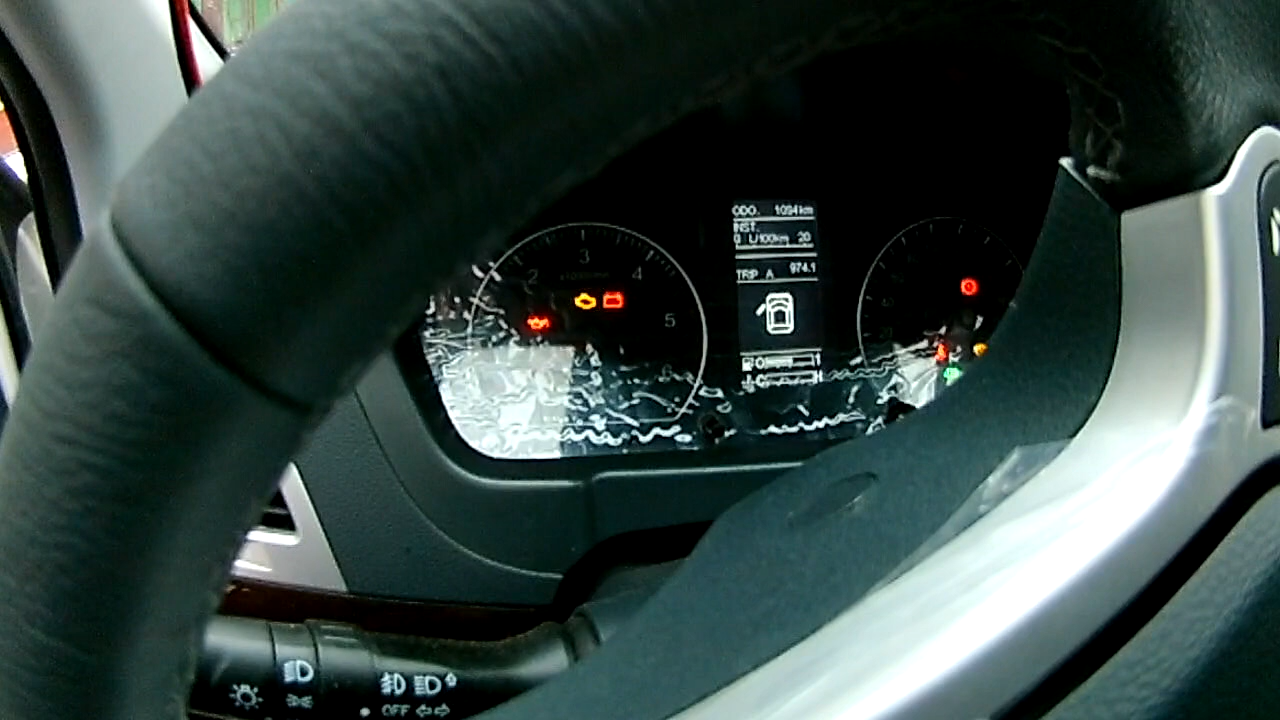 ODO. 1094km
INST.
0 L/100km 20
TRIP A 974.1
2
3
4
5
H
OFF